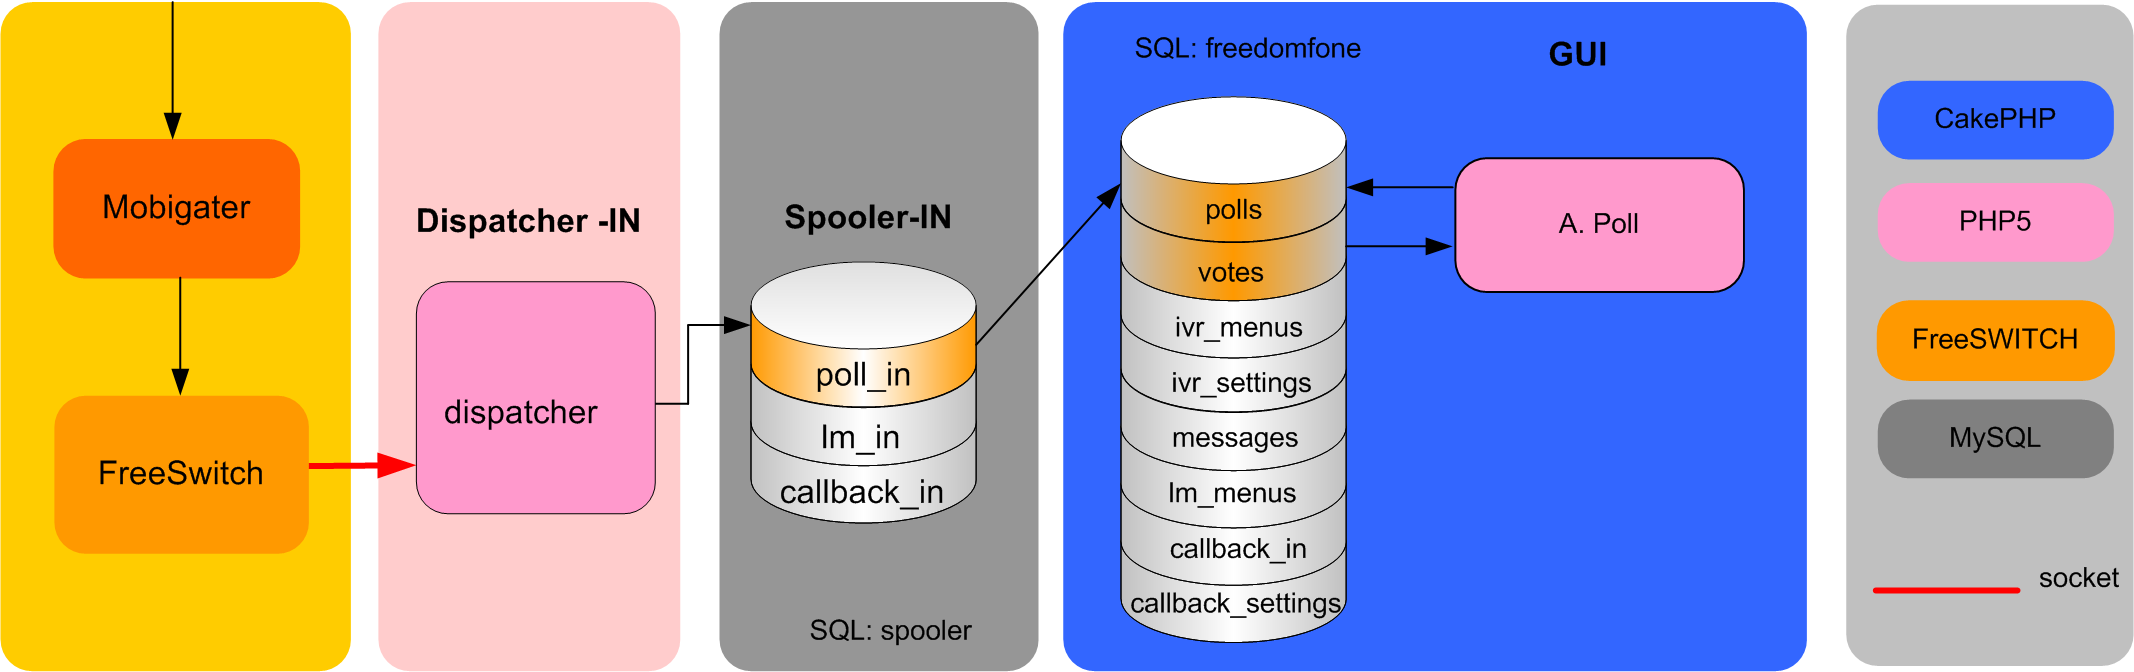 Mobigater
FreeSwitch
Dispatcher -IN
dispatcher
Spooler-IN
poll_in
lm_in
callback_in
SQL: spooler
SQL: freedomfone
GUI
polls
votes
ivr_menus
ivr_settings
messages
lm_menus
callback_in
callback_settings
A. Poll
CakePHP
PHP5
FreeSWITCH
MySQL
socket